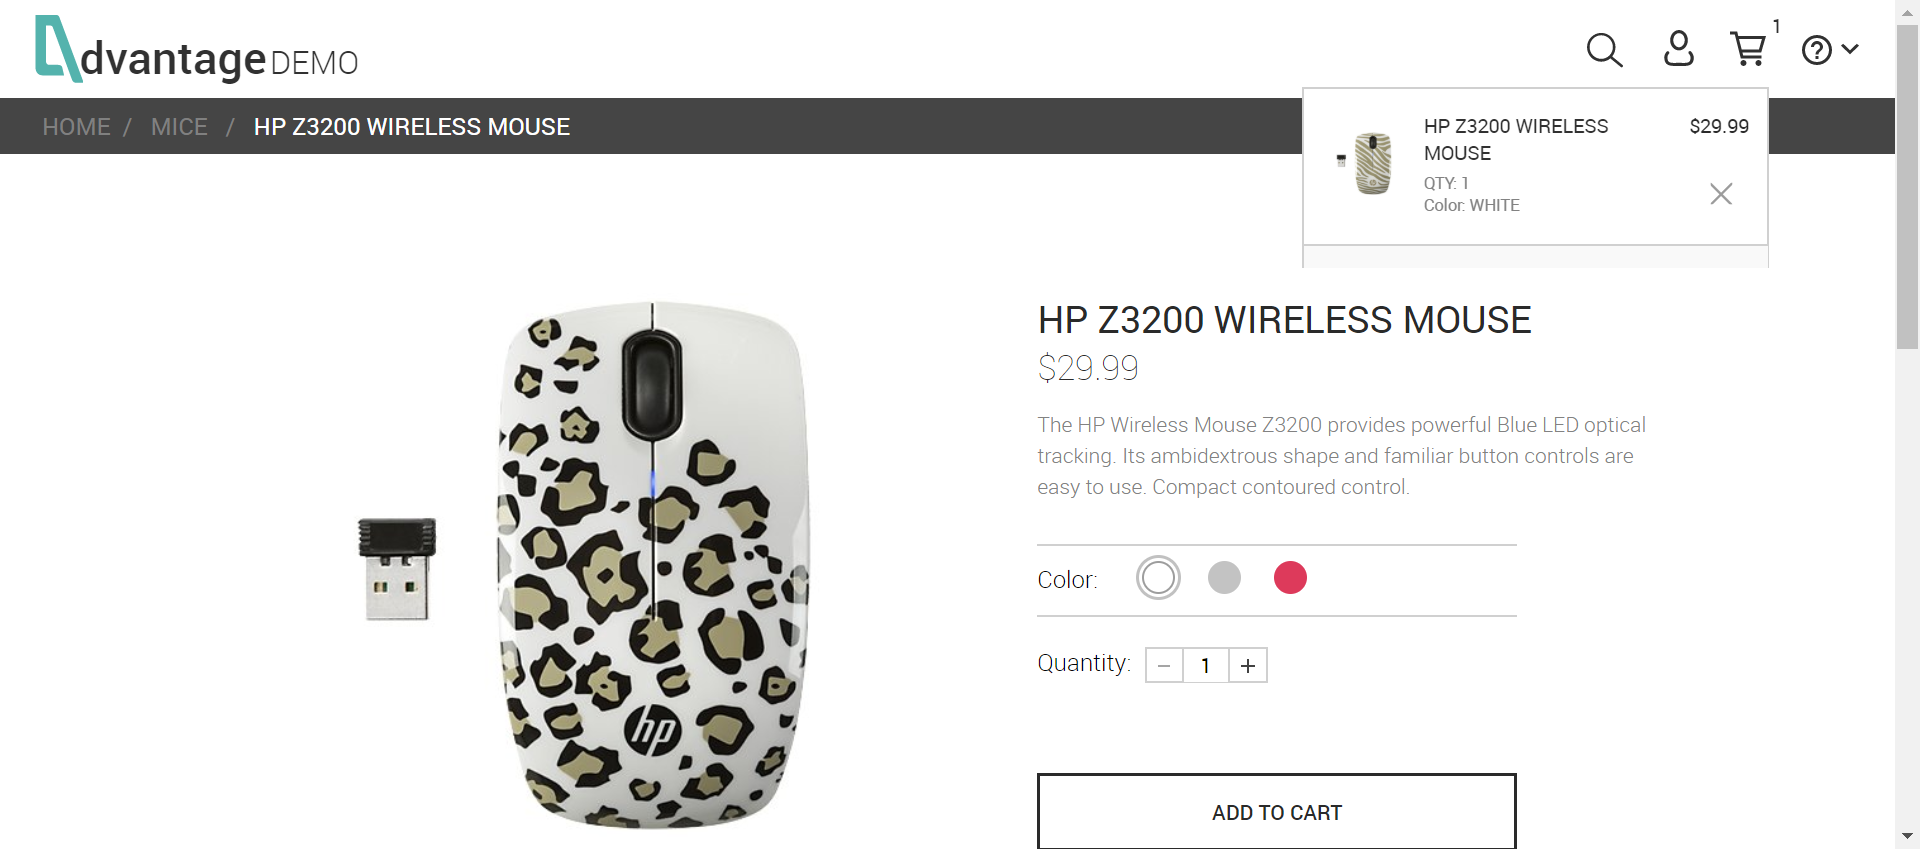 dvantage DEMO
1
HOME / MICE / HP Z3200 WIRELESS MOUSE
HP Z3200 WIRELESS
MOUSE
$29.99
QTY: 1
Color: WHITE
HP Z3200 WIRELESS MOUSE
$29.99
The HP Wireless Mouse Z3200 provides powerful Blue LED optical
tracking. Its ambidextrous shape and familiar button controls are
easy to use. Compact contoured control.
Color:
Quantity: − 1 +
ADD TO CART
hp